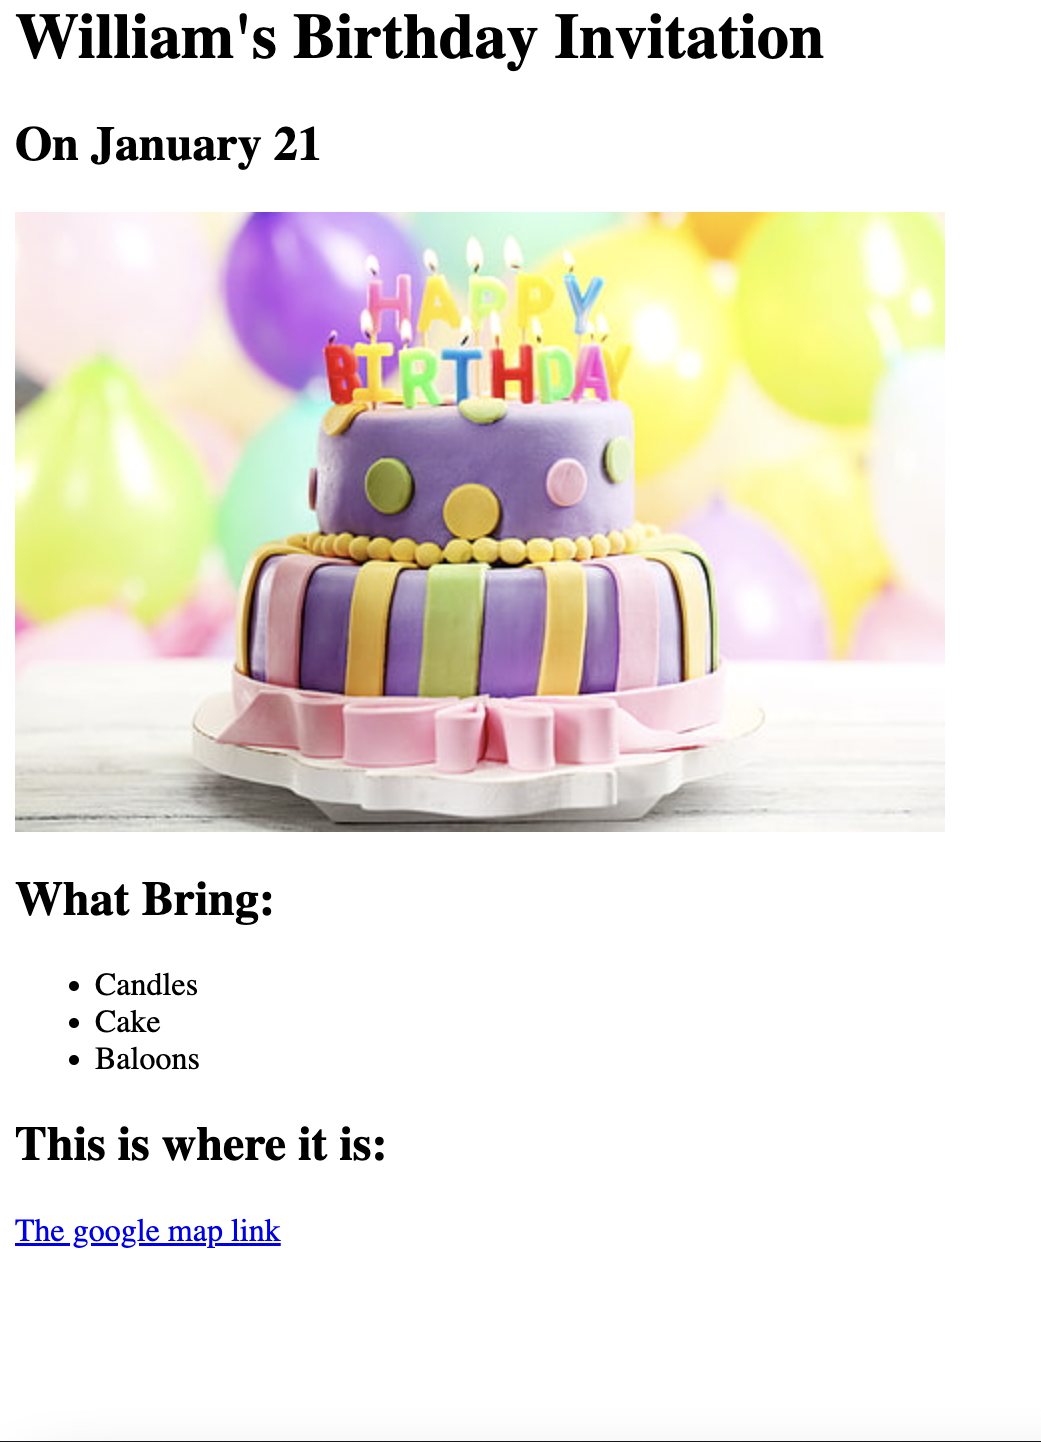 William's Birthday Invitation
On January 21
HAPPY
BIRTHDAY
What Bring:
Candles
Cake
Baloons
This is where it is:
The google map link